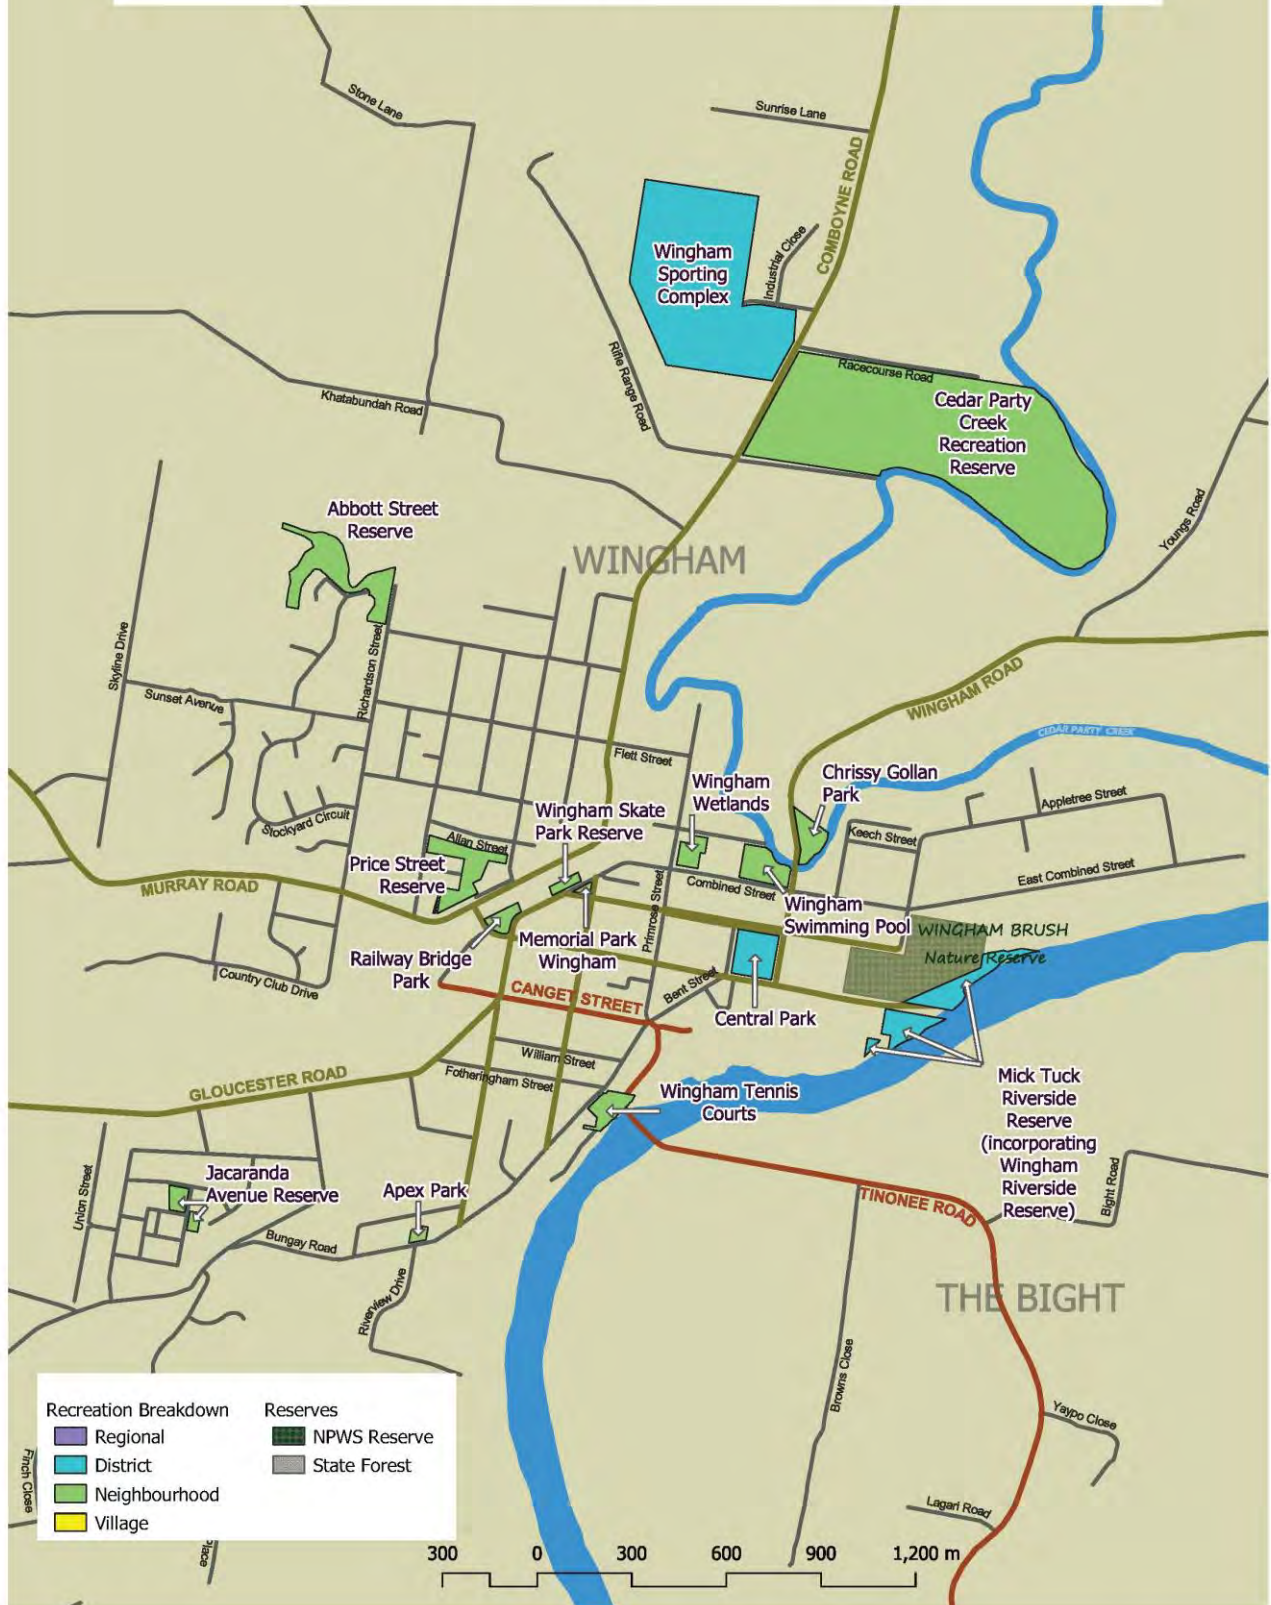 Stone Lane
Sunrise Lane
COMBOYNE ROAD
Industrial Close
Wingham
Sporting
Complex
Rifle Range Road
Racecourse Road
Khatabundah Road
Cedar Party
Creek
Recreation
Reserve
Abbott Street
Reserve
WINGHAM
Youngs Road
Skyline Drive
Richardson Street
Sunset Avenue
WINGHAM ROAD
CEDAR PARTY CREEK
Flett Street
Wingham
Wetlands
Chrissy Gollan
Park
Wingham Skate
Park Reserve
Appletree Street
Stockyard Circuit
Allan Street
Keech Street
Price Street
Reserve
MURRAY ROAD
East Combined Street
Combined Street
Primrose Street
Wingham
Swimming Pool
WINGHAM BRUSH
Nature Reserve
Memorial Park
Wingham
Railway Bridge
Park
Country Club Drive
CANGET STREET
Bent Street
Central Park
William Street
Fotheringham Street
GLOUCESTER ROAD
Wingham Tennis
Courts
Mick Tuck
Riverside
Reserve
(incorporating
Wingham
Riverside
Reserve)
Union Street
Jacaranda
Avenue Reserve
Apex Park
Bight Road
TINONEE ROAD
Bungay Road
Riverview Drive
THE BIGHT
Browns Close
Yaypo Close
Lagari Road
Finch Close
Place
Recreation Breakdown
Regional
District
Neighbourhood
Village
Reserves
NPWS Reserve
State Forest
300 0 300 600 900 1,200 m